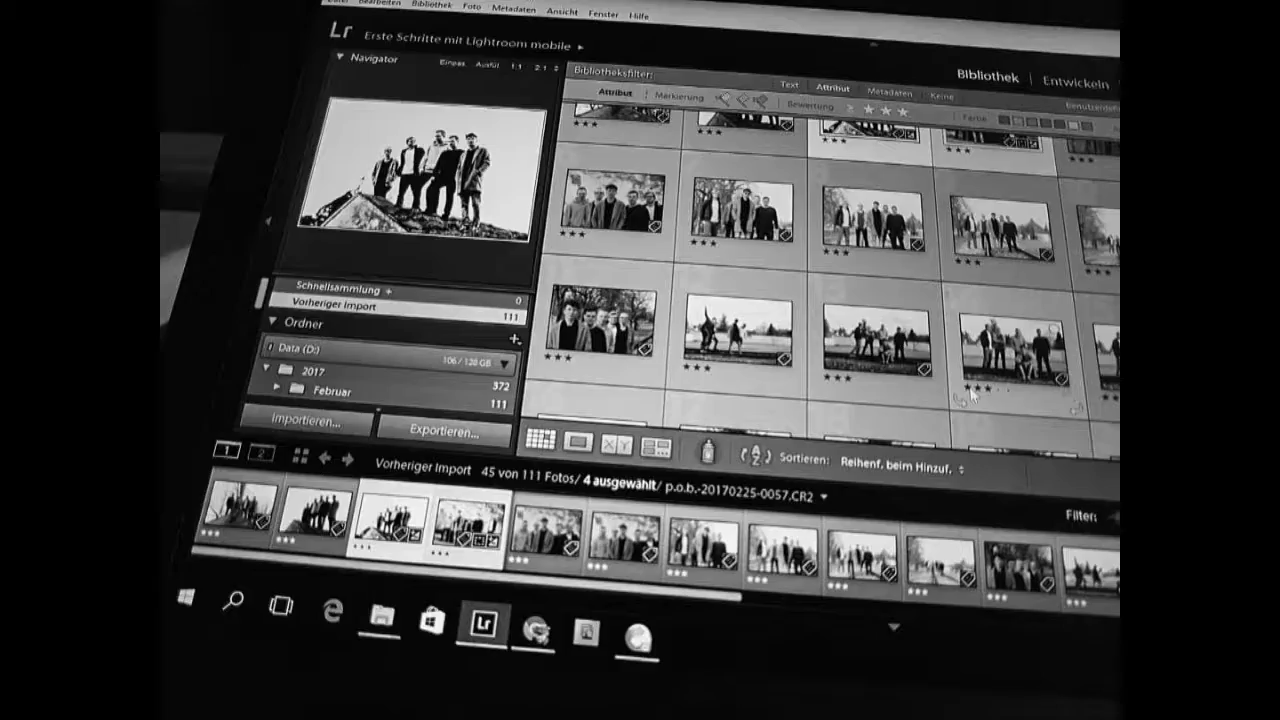 Datei Bearbeiten Bibliothek Foto Metadaten Ansicht Fenster Hilfe
Lr Erste Schritte mit Lightroom mobile
Bibliothek | Entwickeln
Navigator Einpas Ausfül 1:1 2:1
Bibliotheksfilter: Text Attribut Metadaten Keine
Attribut Markierung Bewertung Farbe
Schnellsammlung + 0
Vorheriger Import 111
Ordner
Data (D:) 106 / 128 GB
2017 372
Februar 111
Importieren... Exportieren...
XY Sortieren: Reihenf. beim Hinzuf.
1 2 Vorheriger Import 45 von 111 Fotos/ 4 ausgewählt/ p.o.b.-20170225-0057.CR2
Filter:
Lr